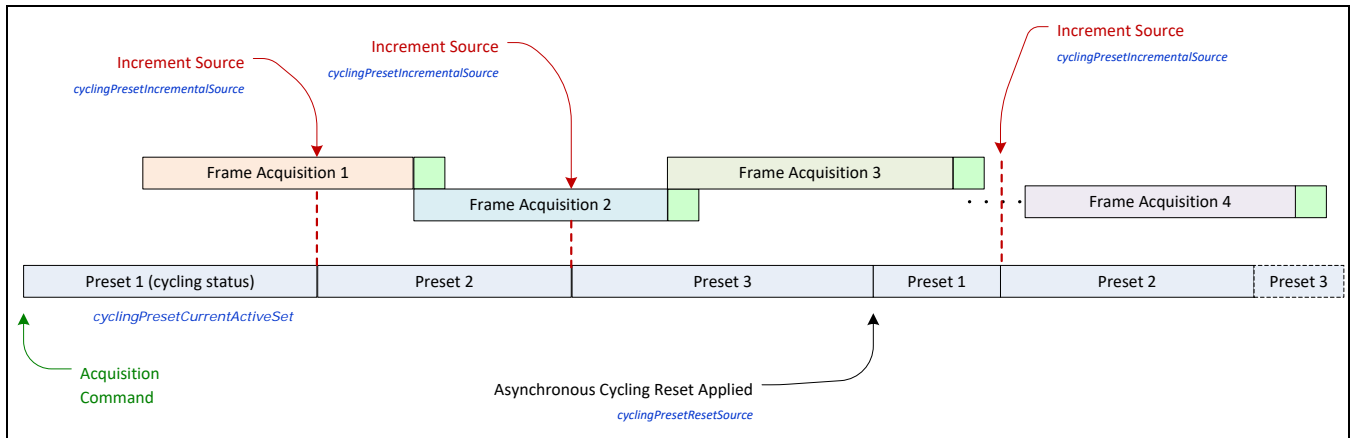 Increment Source
cyclingPresetIncrementalSource
Increment Source
cyclingPresetIncrementalSource
Increment Source
cyclingPresetIncrementalSource
Frame Acquisition 1
Frame Acquisition 2
Frame Acquisition 3
Frame Acquisition 4
Preset 1 (cycling status)
Preset 2
Preset 3
Preset 1
Preset 2
Preset 3
cyclingPresetCurrentActiveSet
Acquisition
Command
Asynchronous Cycling Reset Applied
cyclingPresetResetSource